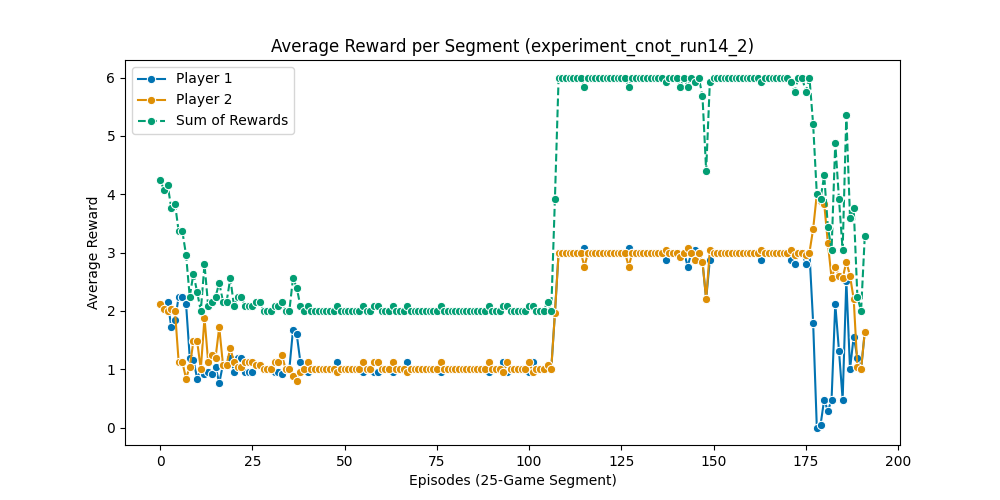 Average Reward per Segment (experiment_cnot_run14_2)
Player 1
Player 2
Sum of Rewards
6
5
4
3
2
1
0
Average Reward
0
25
50
75
100
125
150
175
200
Episodes (25-Game Segment)